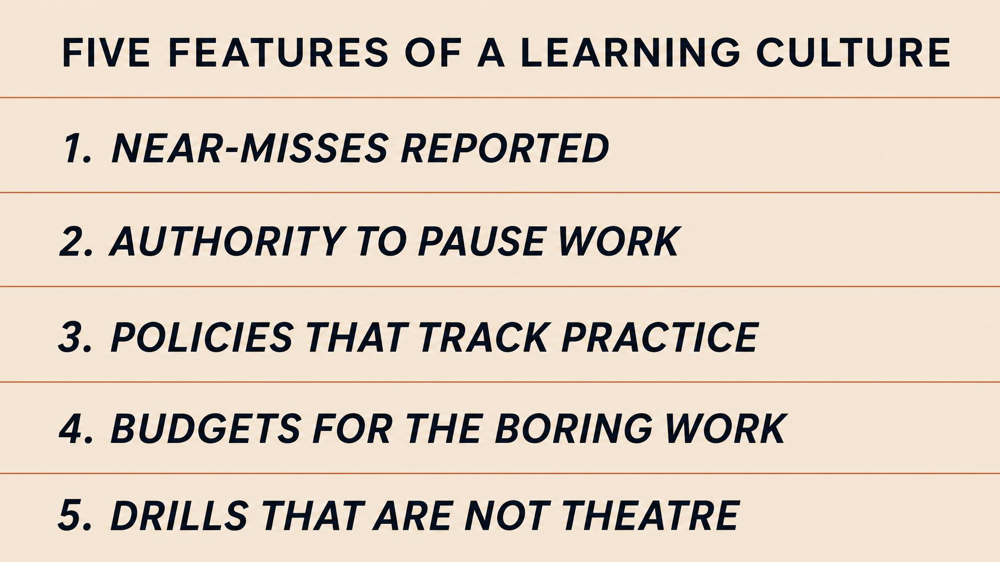 FIVE FEATURES OF A LEARNING CULTURE
1. NEAR-MISSES REPORTED
2. AUTHORITY TO PAUSE WORK
3. POLICIES THAT TRACK PRACTICE
4. BUDGETS FOR THE BORING WORK
5. DRILLS THAT ARE NOT THEATRE